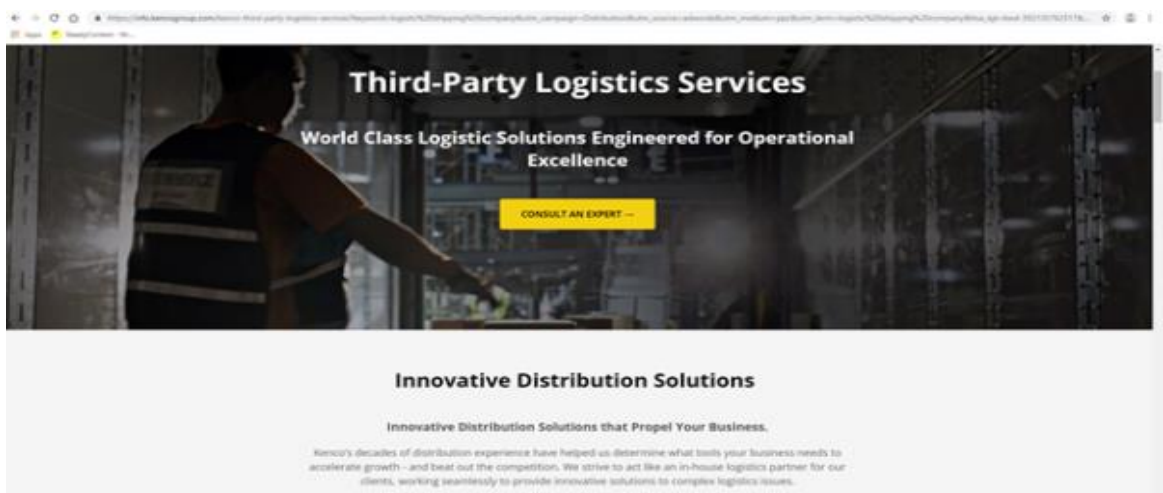 Apps
Third-Party Logistics Services
World Class Logistic Solutions Engineered for Operational
Excellence
CONSULT AN EXPERT →
Innovative Distribution Solutions
Innovative Distribution Solutions that Propel Your Business.
Kenco's decades of distribution experience have helped us determine what tools your business needs to
accelerate growth - and beat out the competition. We strive to act like an in-house logistics partner for our
clients, working seamlessly to provide innovative solutions to complex logistics issues.